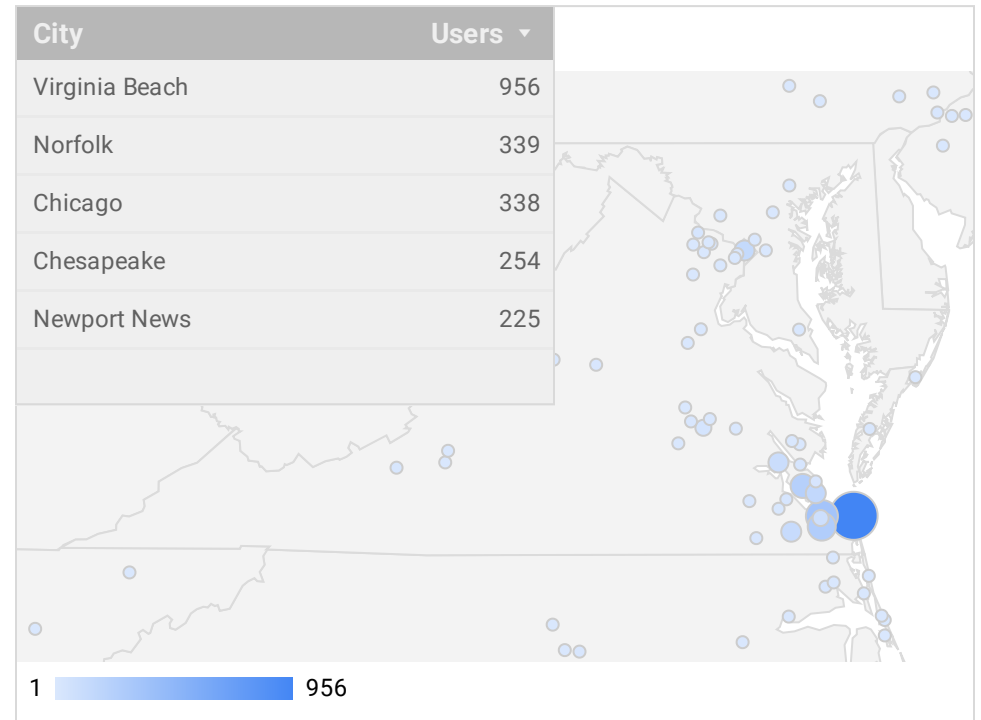 City Users
Virginia Beach 956
Norfolk 339
Chicago 338
Chesapeake 254
Newport News 225
1 956